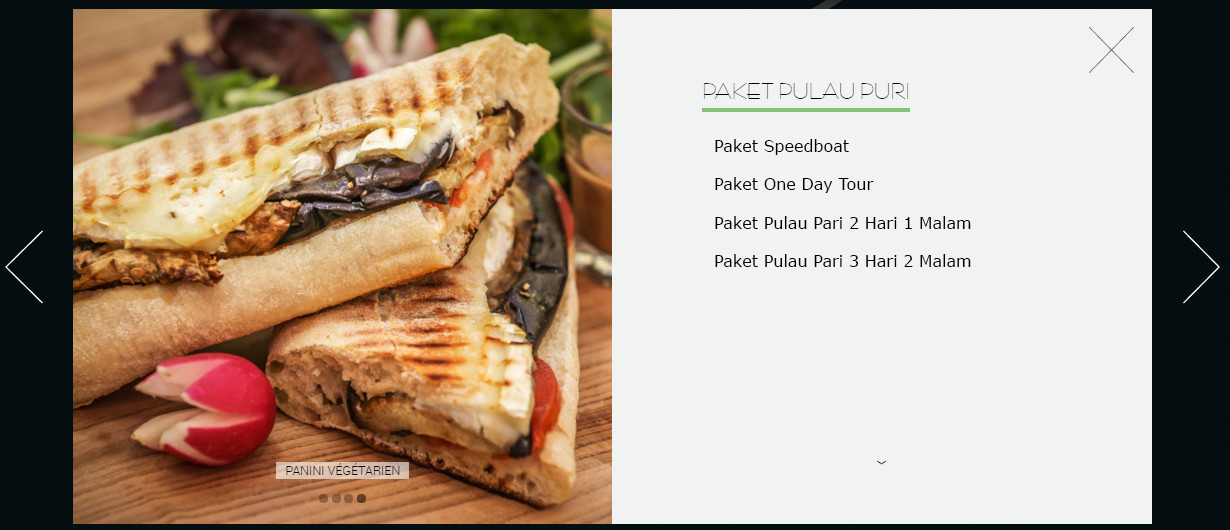 PAKET PULAU PURI
Paket Speedboat
Paket One Day Tour
Paket Pulau Pari 2 Hari 1 Malam
Paket Pulau Pari 3 Hari 2 Malam
PANINI VÉGÉTARIEN